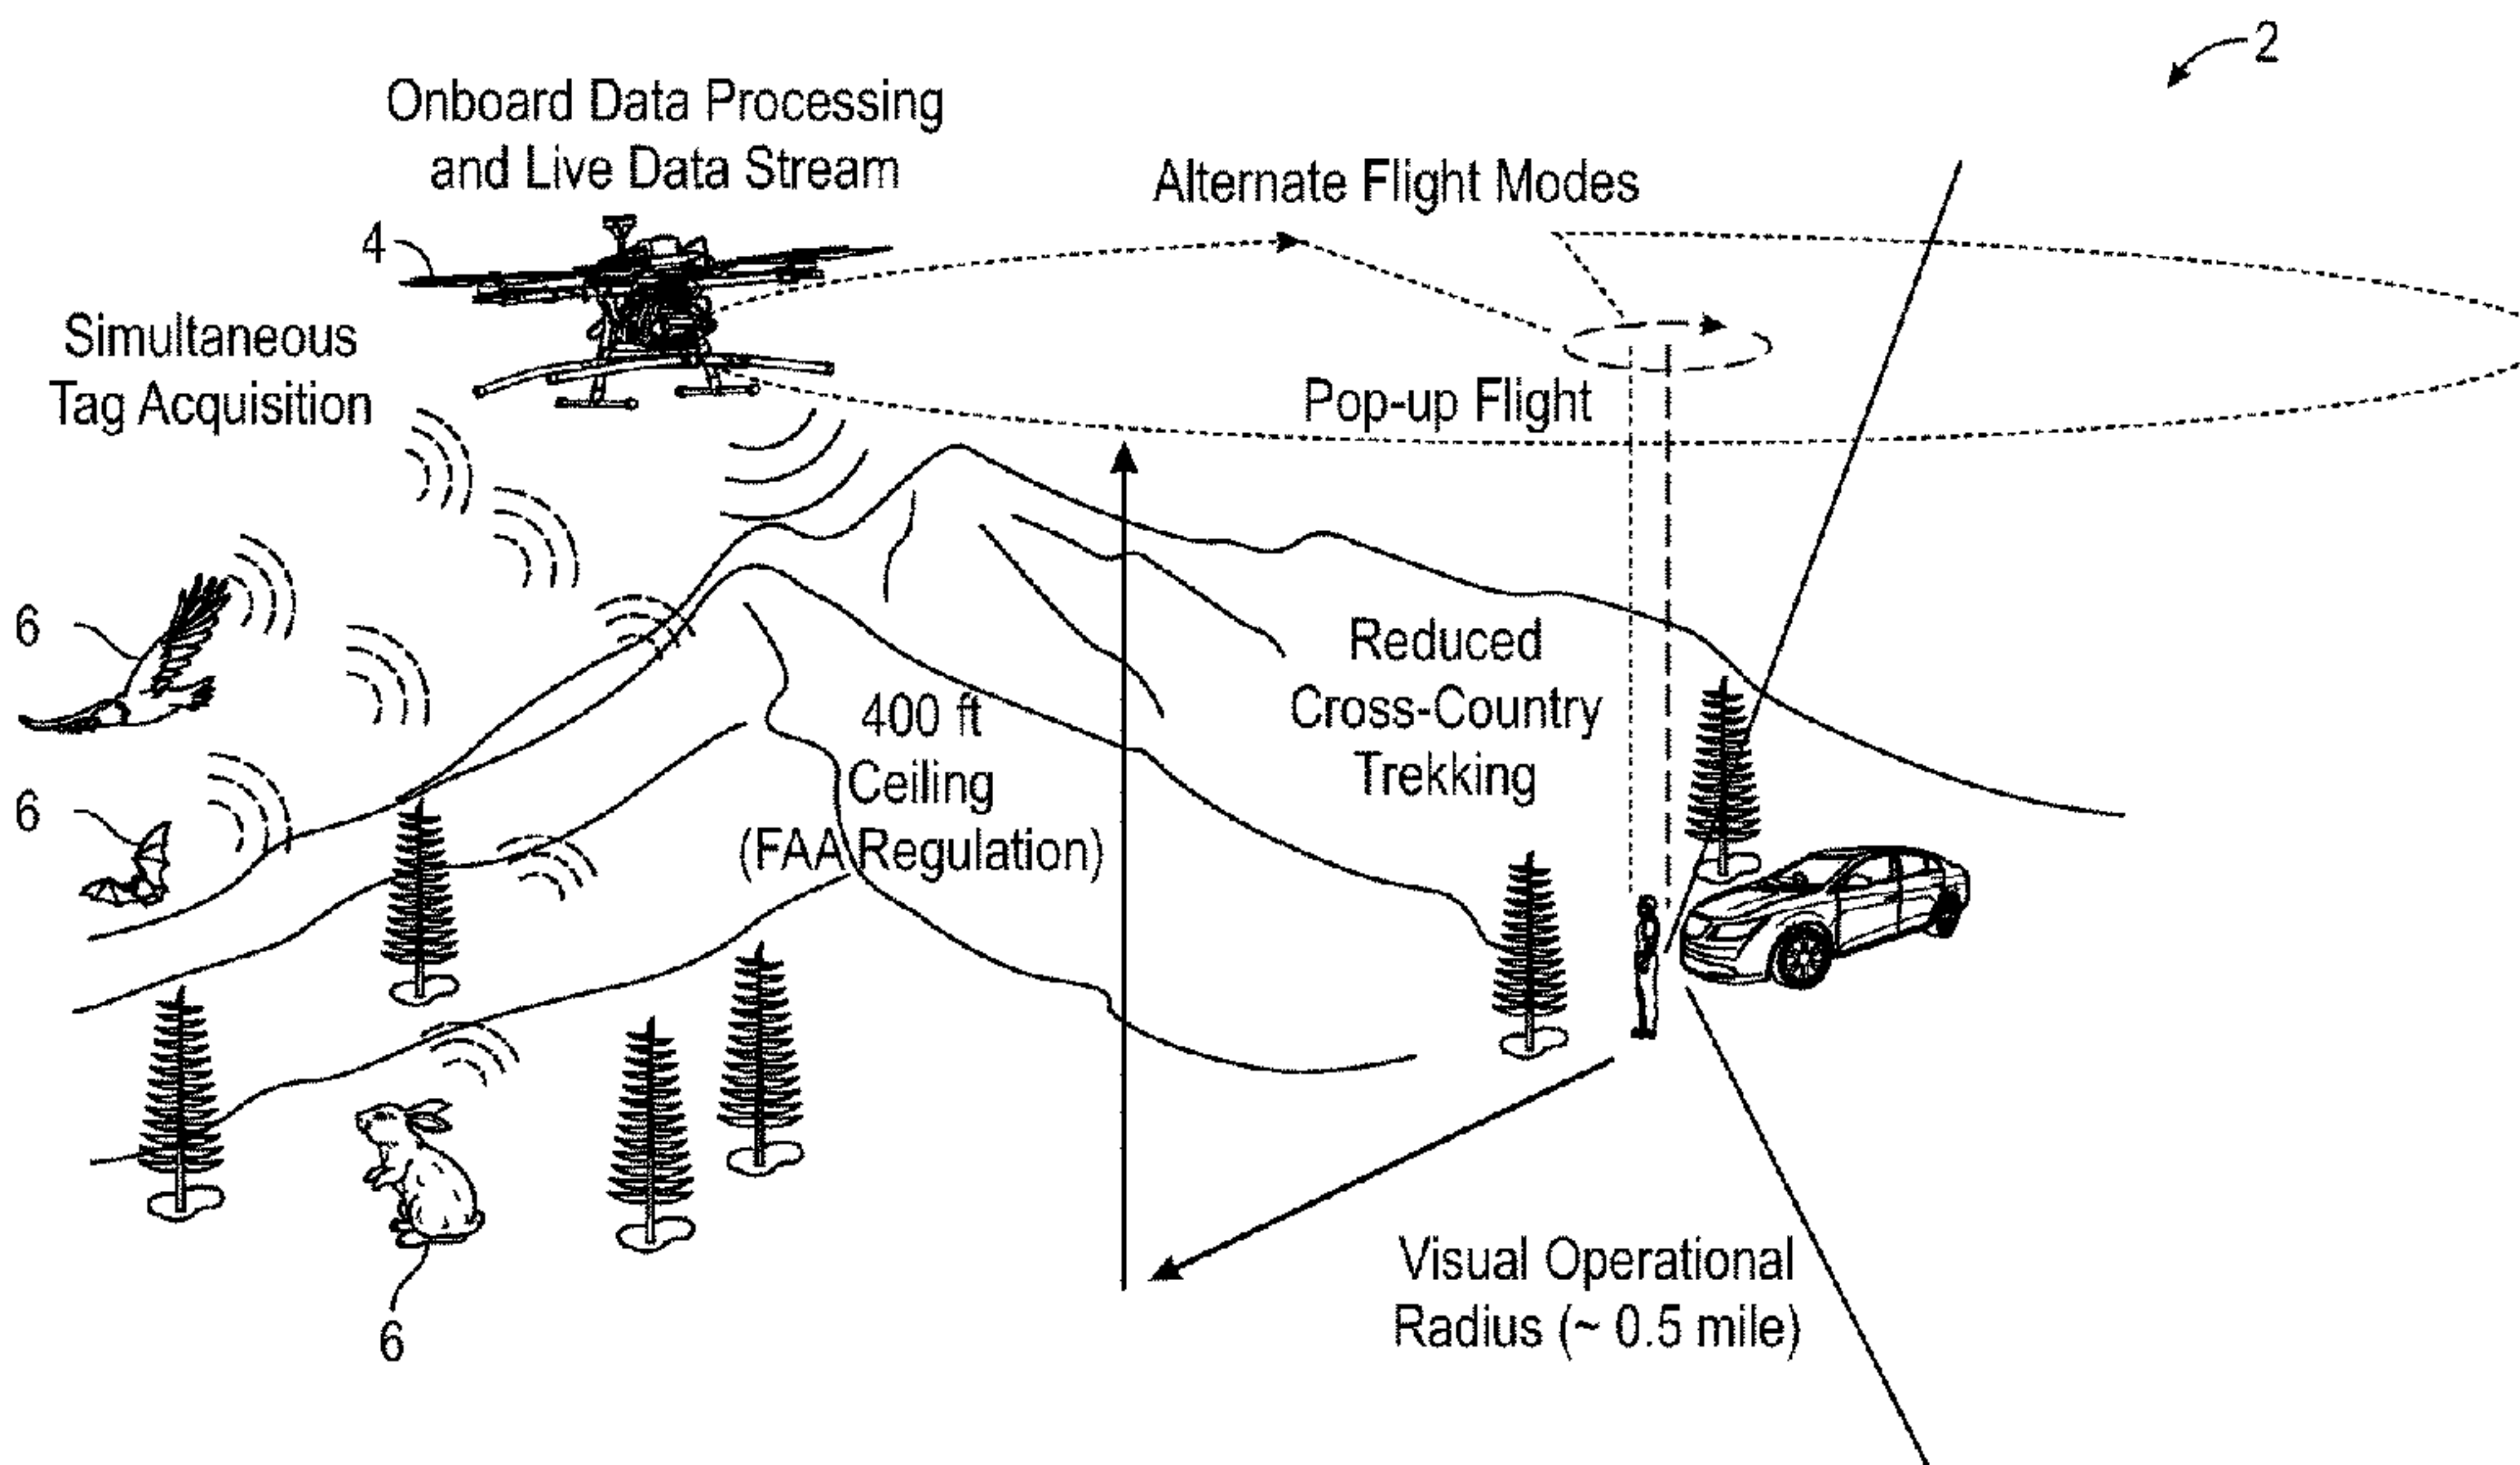 2
Onboard Data Processing
and Live Data Stream
Alternate Flight Modes
4
Simultaneous
Tag Acquisition
Pop-up Flight
6
Reduced
Cross-Country
Trekking
400 ft
Ceiling
(FAA Regulation)
6
Visual Operational
Radius (~ 0.5 mile)
6